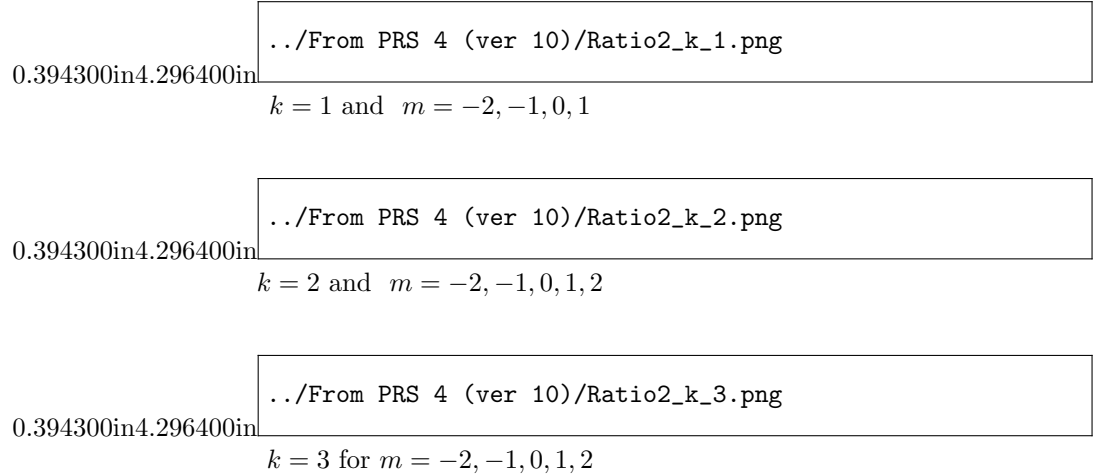 ../From PRS 4 (ver 10)/Ratio2_k_1.png
0.394300in4.296400in
k = 1 and m = −2, −1, 0, 1
../From PRS 4 (ver 10)/Ratio2_k_2.png
0.394300in4.296400in
k = 2 and m = −2, −1, 0, 1, 2
../From PRS 4 (ver 10)/Ratio2_k_3.png
0.394300in4.296400in
k = 3 for m = −2, −1, 0, 1, 2